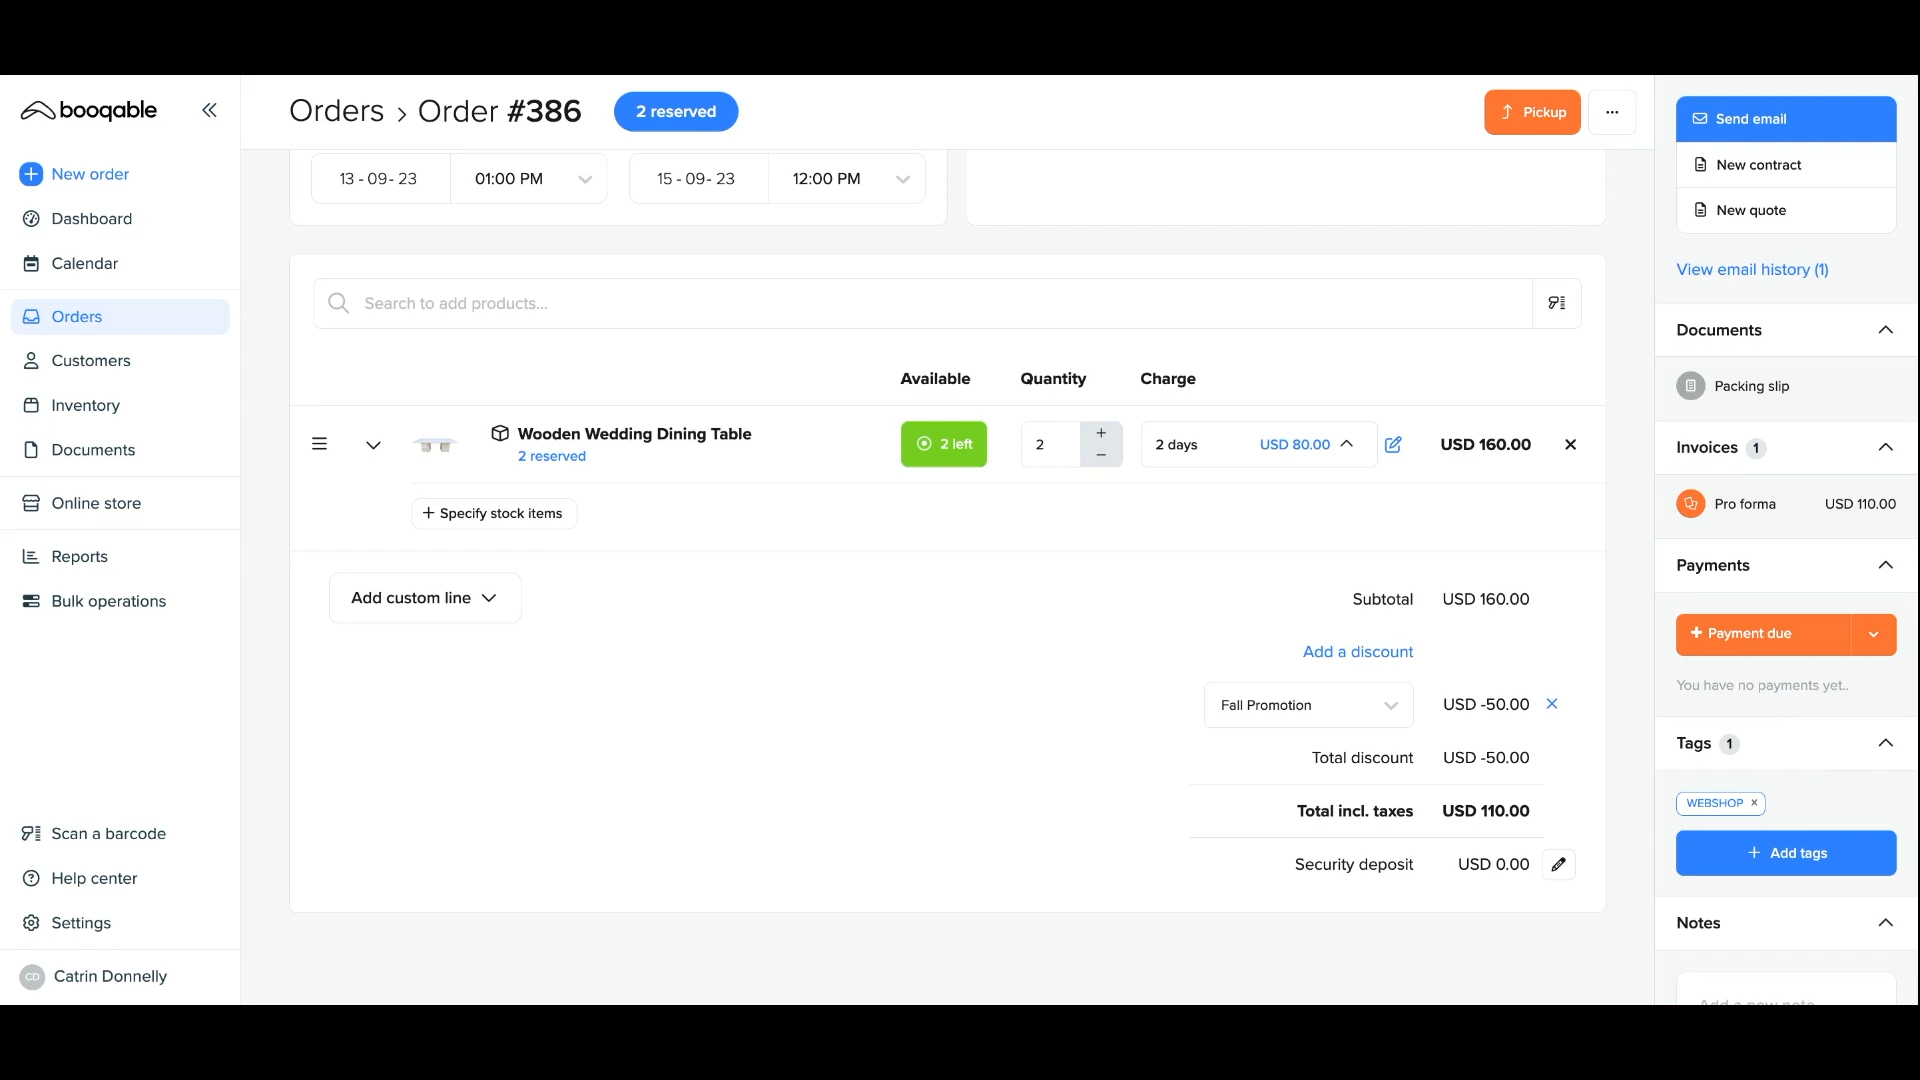 booqable
New order
Dashboard
Calendar
Orders
Customers
Inventory
Documents
Online store
Reports
Bulk operations
Scan a barcode
Help center
Settings
CD Catrin Donnelly
Orders › Order #386
2 reserved
Pickup
13 - 09- 23
01:00 PM
15 - 09- 23
12:00 PM
Search to add products...
Available Quantity Charge
Wooden Wedding Dining Table
2 reserved
2 left
2
+
−
2 days
USD 80.00
USD 160.00
+ Specify stock items
Add custom line
Subtotal USD 160.00
Add a discount
Fall Promotion USD -50.00
Total discount USD -50.00
Total incl. taxes USD 110.00
Security deposit USD 0.00
Send email
New contract
New quote
View email history (1)
Documents
Packing slip
Invoices 1
Pro forma USD 110.00
Payments
+ Payment due
You have no payments yet..
Tags 1
WEBSHOP ×
+ Add tags
Notes
Add a new note